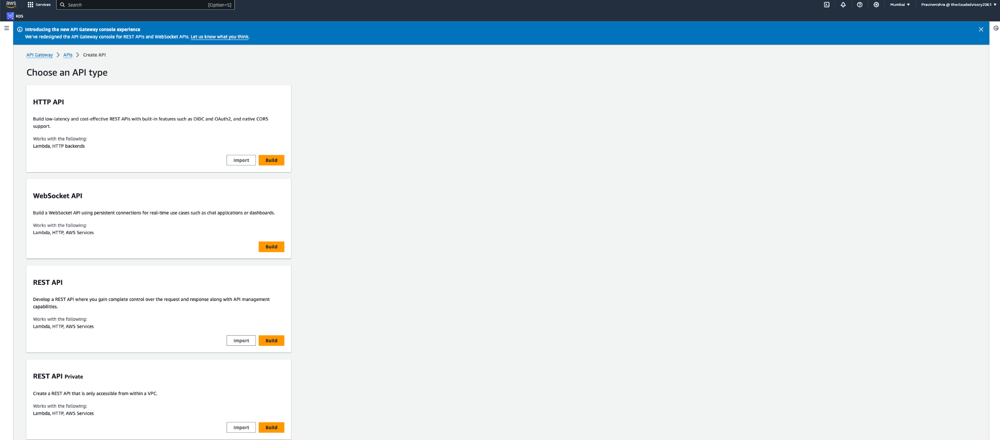 aws
Services
Search
[Option+S]
Mumbai ▼
Pravinmishra @ thecloudadvisory2061 ▼
RDS
Introducing the new API Gateway console experience
We've redesigned the API Gateway console for REST APIs and WebSocket APIs. Let us know what you think.
API Gateway > APIs > Create API
Choose an API type
HTTP API
Build low-latency and cost-effective REST APIs with built-in features such as OIDC and OAuth2, and native CORS
support.
Works with the following:
Lambda, HTTP backends
Import
Build
WebSocket API
Build a WebSocket API using persistent connections for real-time use cases such as chat applications or dashboards.
Works with the following:
Lambda, HTTP, AWS Services
Build
REST API
Develop a REST API where you gain complete control over the request and response along with API management
capabilities.
Works with the following:
Lambda, HTTP, AWS Services
Import
Build
REST API Private
Create a REST API that is only accessible from within a VPC.
Works with the following:
Lambda, HTTP, AWS Services
Import
Build